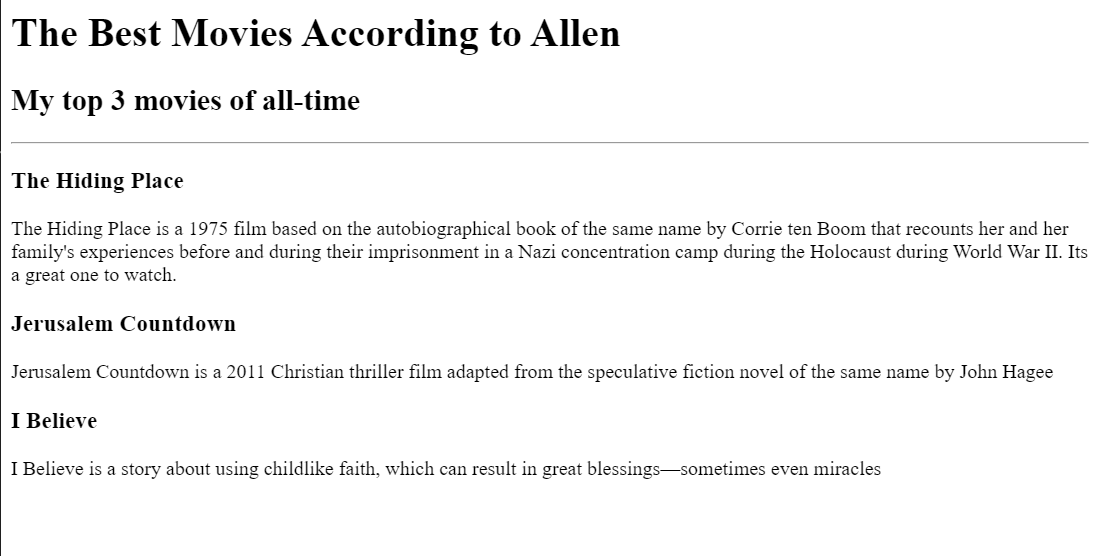 The Best Movies According to Allen
My top 3 movies of all-time
The Hiding Place
The Hiding Place is a 1975 film based on the autobiographical book of the same name by Corrie ten Boom that recounts her and her
family's experiences before and during their imprisonment in a Nazi concentration camp during the Holocaust during World War II. Its
a great one to watch.
Jerusalem Countdown
Jerusalem Countdown is a 2011 Christian thriller film adapted from the speculative fiction novel of the same name by John Hagee
I Believe
I Believe is a story about using childlike faith, which can result in great blessings—sometimes even miracles